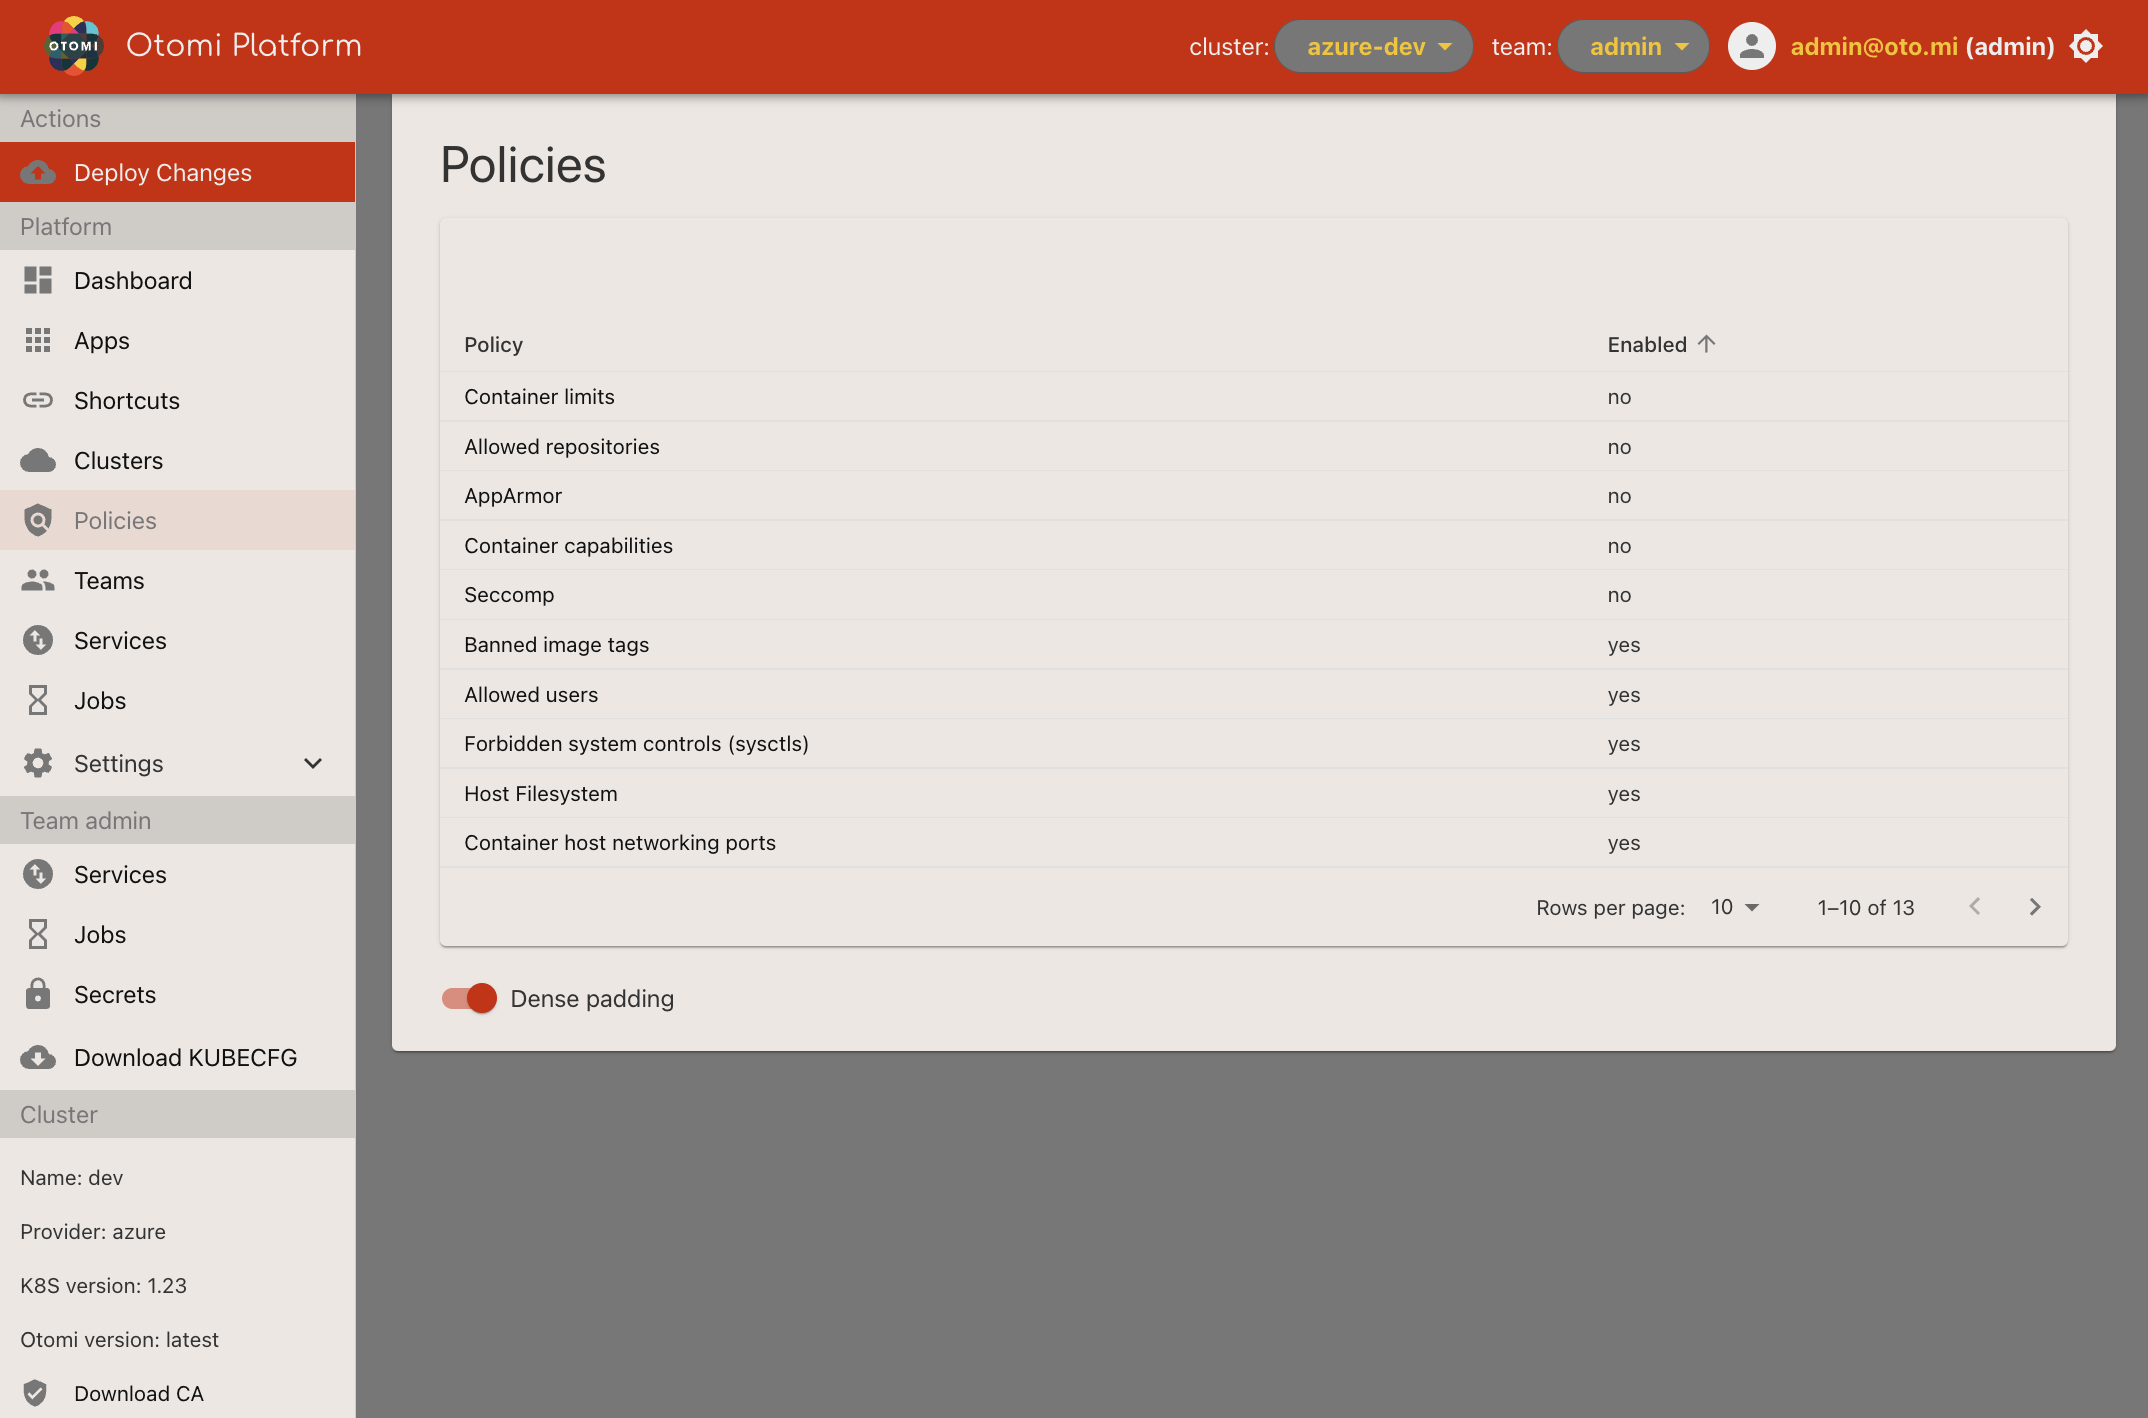 OTOMI
Otomi Platform
cluster: azure-dev team: admin admin@oto.mi (admin)
Actions
Deploy Changes
Platform
Dashboard
Apps
Shortcuts
Clusters
Policies
Teams
Services
Jobs
Settings
Team admin
Services
Jobs
Secrets
Download KUBECFG
Cluster
Name: dev
Provider: azure
K8S version: 1.23
Otomi version: latest
Download CA
Policies
Policy Enabled
Container limits no
Allowed repositories no
AppArmor no
Container capabilities no
Seccomp no
Banned image tags yes
Allowed users yes
Forbidden system controls (sysctls) yes
Host Filesystem yes
Container host networking ports yes
Rows per page: 10 1–10 of 13
Dense padding